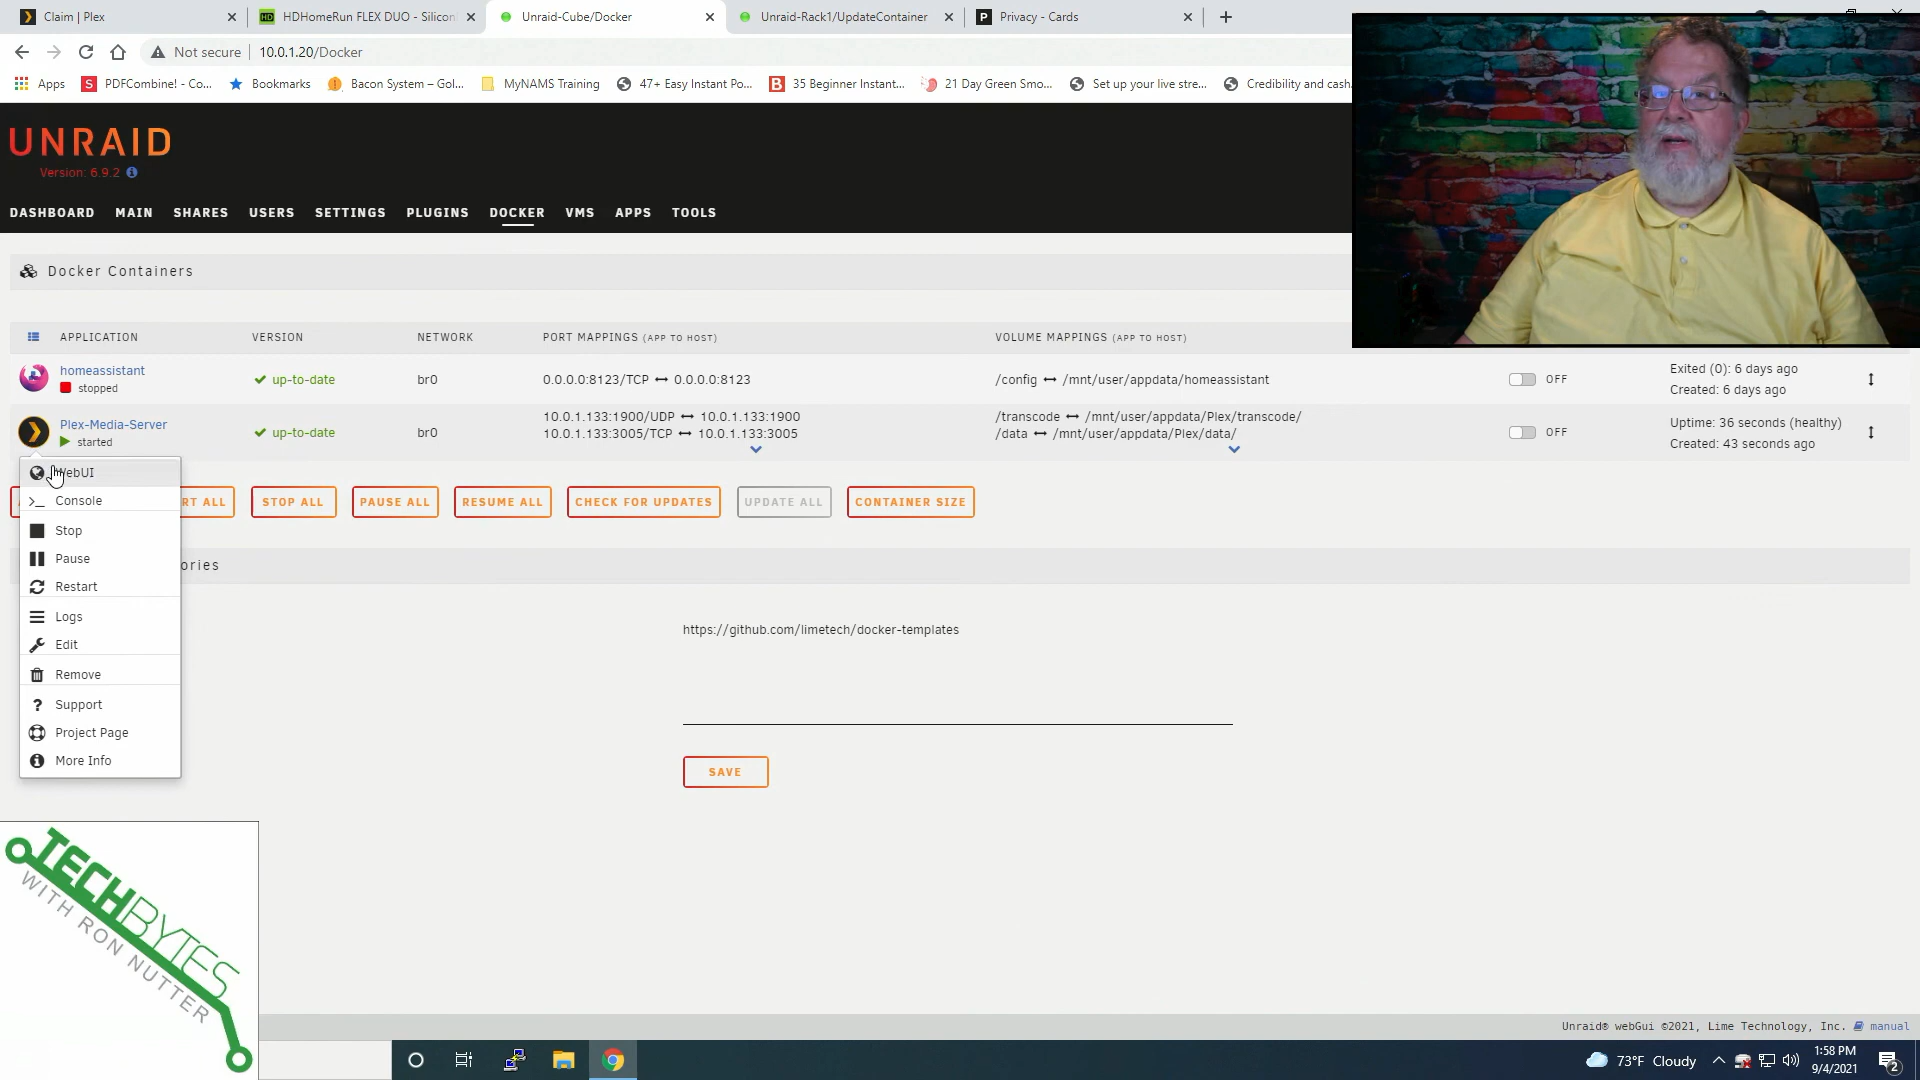 Claim | Plex
HDHomeRun FLEX DUO - Silicon
Unraid-Cube/Docker
Unraid-Rack1/UpdateContainer
Privacy - Cards
Not secure
10.0.1.20/Docker
Apps
PDFCombine! - Co...
Bookmarks
Bacon System – Gol...
MyNAMS Training
47+ Easy Instant Po...
35 Beginner Instant...
21 Day Green Smo...
Set up your live stre...
Credibility and cash
UNRAID
Version: 6.9.2
DASHBOARD MAIN SHARES USERS SETTINGS PLUGINS DOCKER VMS APPS TOOLS
Docker Containers
APPLICATION VERSION NETWORK PORT MAPPINGS (APP TO HOST) VOLUME MAPPINGS (APP TO HOST)
homeassistant
stopped
up-to-date
br0
0.0.0.0:8123/TCP ↔ 0.0.0.0:8123
/config ↔ /mnt/user/appdata/homeassistant
OFF
Exited (0): 6 days ago
Created: 6 days ago
Plex-Media-Server
started
up-to-date
br0
10.0.1.133:1900/UDP ↔ 10.0.1.133:1900
10.0.1.133:3005/TCP ↔ 10.0.1.133:3005
/transcode ↔ /mnt/user/appdata/Plex/transcode/
/data ↔ /mnt/user/appdata/Plex/data/
OFF
Uptime: 36 seconds (healthy)
Created: 43 seconds ago
WebUI
Console
Stop
Pause
Restart
Logs
Edit
Remove
Support
Project Page
More Info
RT ALL
STOP ALL
PAUSE ALL
RESUME ALL
CHECK FOR UPDATES
UPDATE ALL
CONTAINER SIZE
ories
https://github.com/limetech/docker-templates
SAVE
TECHBYTES
WITH RON NUTTER
Unraid® webGui ©2021, Lime Technology, Inc. manual
73°F Cloudy
1:58 PM
9/4/2021
2